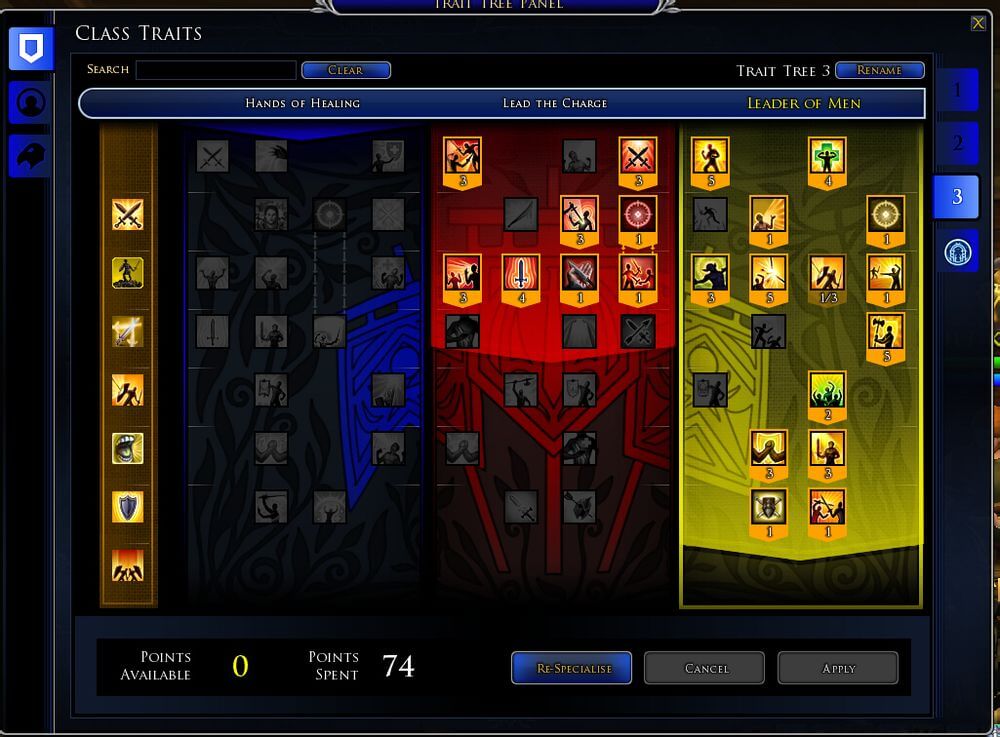 Trait Tree Panel
Class Traits
Search
Clear
Trait Tree 3
Rename
Hands of Healing
Lead the Charge
Leader of Men
1
2
3
3
3
5
4
3
1
1
1
3
4
1
1
3
5
1/3
1
5
2
3
3
1
1
Points Available
0
Points Spent
74
Re-Specialise
Cancel
Apply